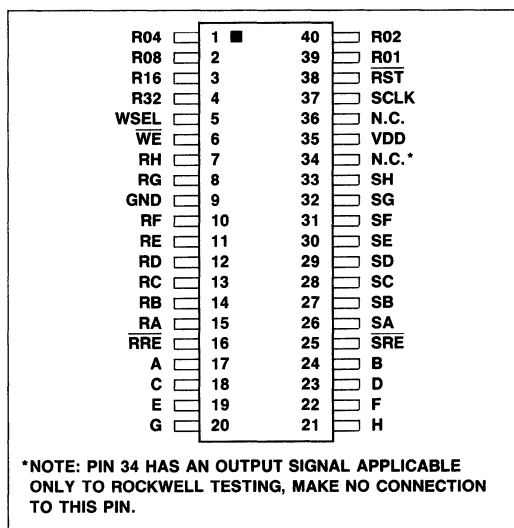 R04 1 40 R02
R08 2 39 R01
R16 3 38 R̅S̅T̅
R32 4 37 SCLK
WSEL 5 36 N.C.
W̅E̅ 6 35 VDD
RH 7 34 N.C.*
RG 8 33 SH
GND 9 32 SG
RF 10 31 SF
RE 11 30 SE
RD 12 29 SD
RC 13 28 SC
RB 14 27 SB
RA 15 26 SA
R̅R̅E̅ 16 25 S̅R̅E̅
A 17 24 B
C 18 23 D
E 19 22 F
G 20 21 H
*NOTE: PIN 34 HAS AN OUTPUT SIGNAL APPLICABLE
ONLY TO ROCKWELL TESTING, MAKE NO CONNECTION
TO THIS PIN.